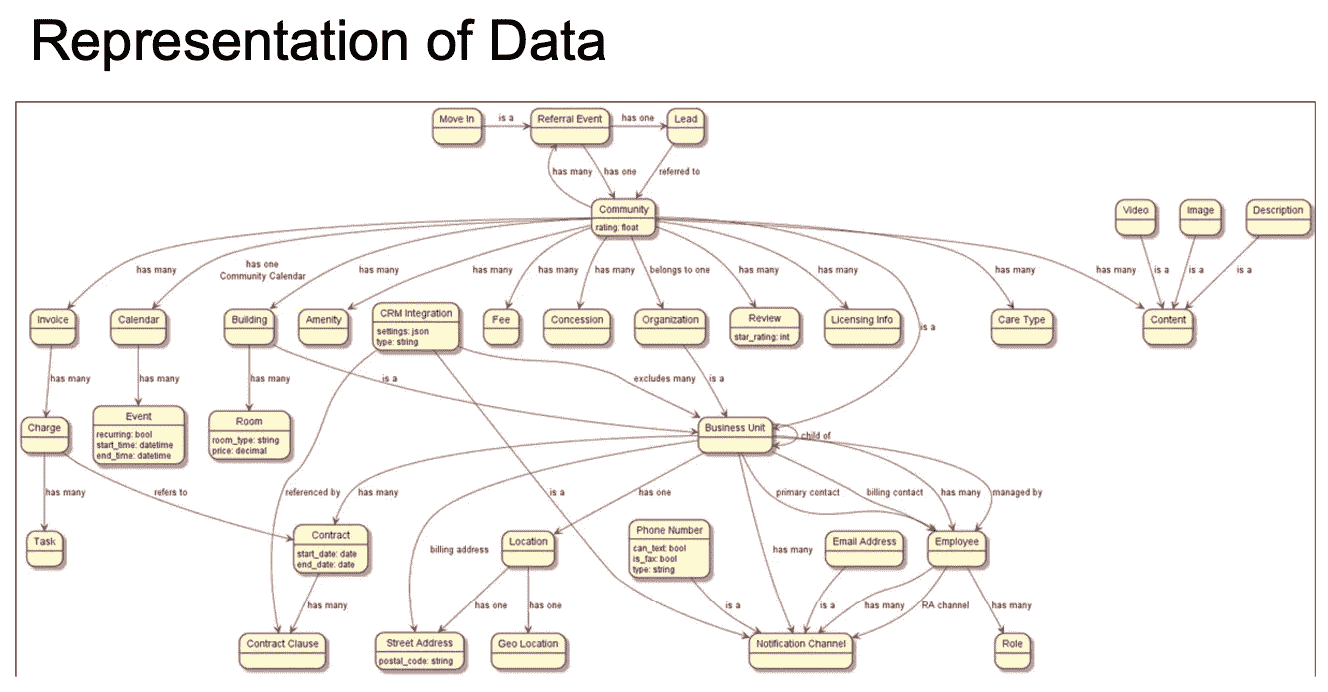 Representation of Data
Move In
is a
Referral Event
has one
Lead
has many
has one
referred to
Community
rating: float
Video
Image
Description
has many
has one
Community Calendar
has many
has many
has many
has many
belongs to one
has many
has many
has many
has many
is a
is a
is a
Invoice
Calendar
Building
Amenity
CRM Integration
settings: json
type: string
Fee
Concession
Organization
Review
star_rating: int
Licensing Info
is a
Care Type
Content
has many
has many
has many
is a
excludes many
is a
Charge
Event
recurring: bool
start_time: datetime
end_time: datetime
Room
room_type: string
price: decimal
Business Unit
child of
has many
refers to
referenced by
has many
is a
has one
primary contact
billing contact
has many
managed by
Task
Contract
start_date: date
end_date: date
billing address
Location
Phone Number
can_text: bool
is_fax: bool
type: string
has many
Email Address
Employee
has many
has one
has one
is a
is a
has many
RA channel
has many
Contract Clause
Street Address
postal_code: string
Geo Location
Notification Channel
Role